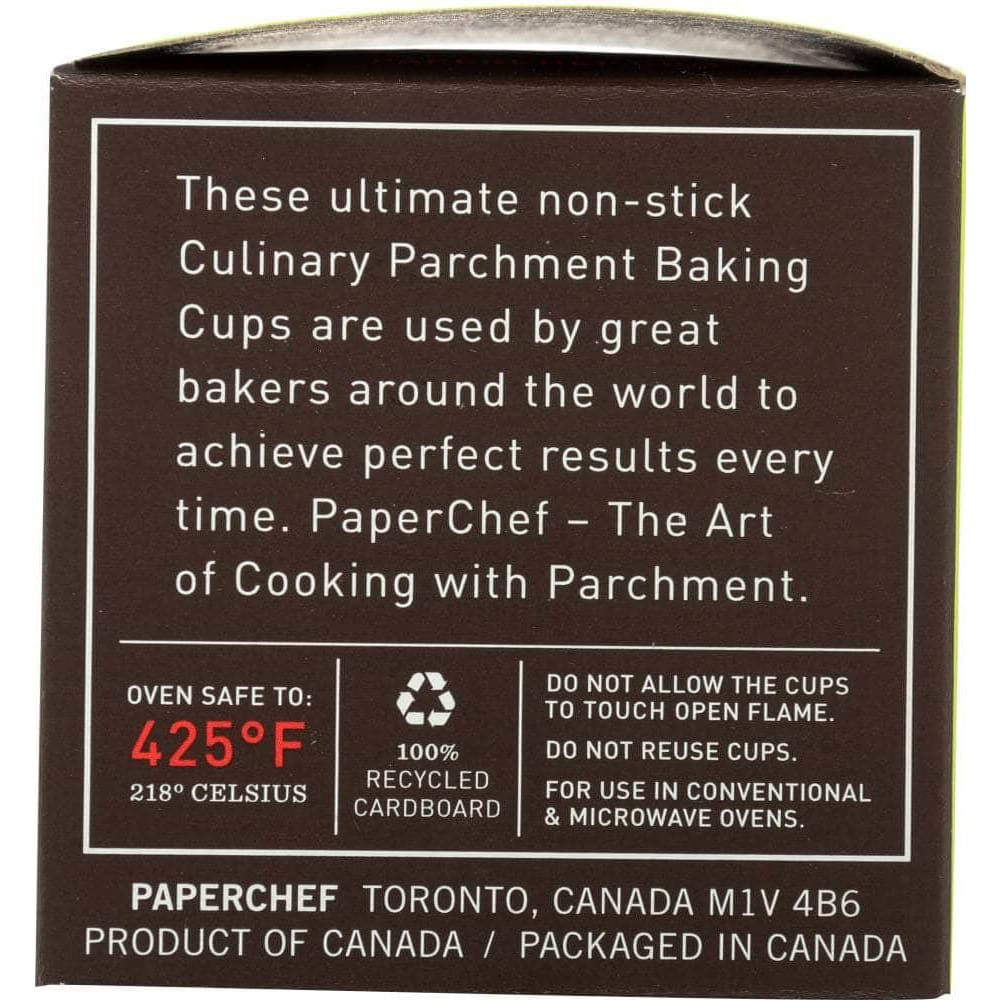 These ultimate non-stick
Culinary Parchment Baking
Cups are used by great
bakers around the world to
achieve perfect results every
time. PaperChef – The Art
of Cooking with Parchment.
OVEN SAFE TO:
425°F
218° CELSIUS
100%
RECYCLED
CARDBOARD
DO NOT ALLOW THE CUPS
TO TOUCH OPEN FLAME.
DO NOT REUSE CUPS.
FOR USE IN CONVENTIONAL
& MICROWAVE OVENS.
PAPERCHEF TORONTO, CANADA M1V 4B6
PRODUCT OF CANADA / PACKAGED IN CANADA